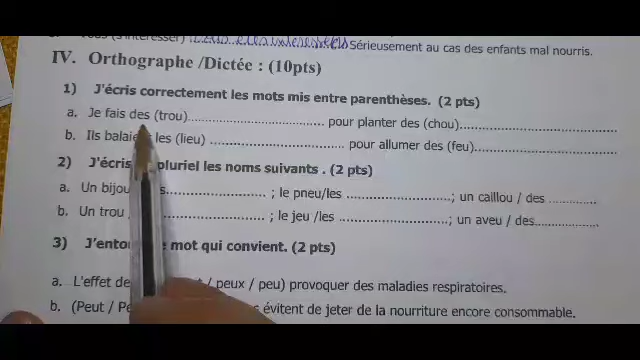 (s'intéresser) Sérieusement au cas des enfants mal nourris.
IV. Orthographe /Dictée : (10pts)
1) J'écris correctement les mots mis entre parenthèses. (2 pts)
a. Je fais des (trou)................................... pour planter des (chou)...................................
b. Ils les (lieu) ................................... pour allumer des (feu)...................................
2) J'écris pluriel les noms suivants . (2 pts)
a. Un bijou ......................... ; le pneu/les .........................; un caillou / des ............
b. Un trou ......................... ; le jeu /les .........................; un aveu / des................
3) mot qui convient. (2 pts)
a. L'effet de / peux / peu) provoquer des maladies respiratoires.
b. (Peut / évitent de jeter de la nourriture encore consommable.